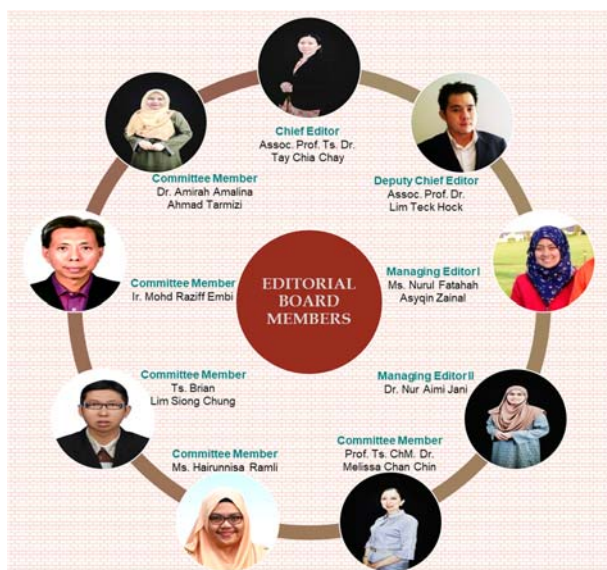 Chief Editor
Assoc. Prof. Ts. Dr.
Tay Chia Chay
Deputy Chief Editor
Assoc. Prof. Dr.
Lim Teck Hock
Managing Editor I
Ms. Nurul Fatahah
Asyqin Zainal
Managing Editor II
Dr. Nur Aimi Jani
Committee Member
Prof. Ts. ChM. Dr.
Melissa Chan Chin
Committee Member
Ms. Hairunnisa Ramli
Committee Member
Ts. Brian
Lim Siong Chung
Committee Member
Ir. Mohd Raziff Embi
Committee Member
Dr. Amirah Amalina
Ahmad Tarmizi
EDITORIAL
BOARD
MEMBERS